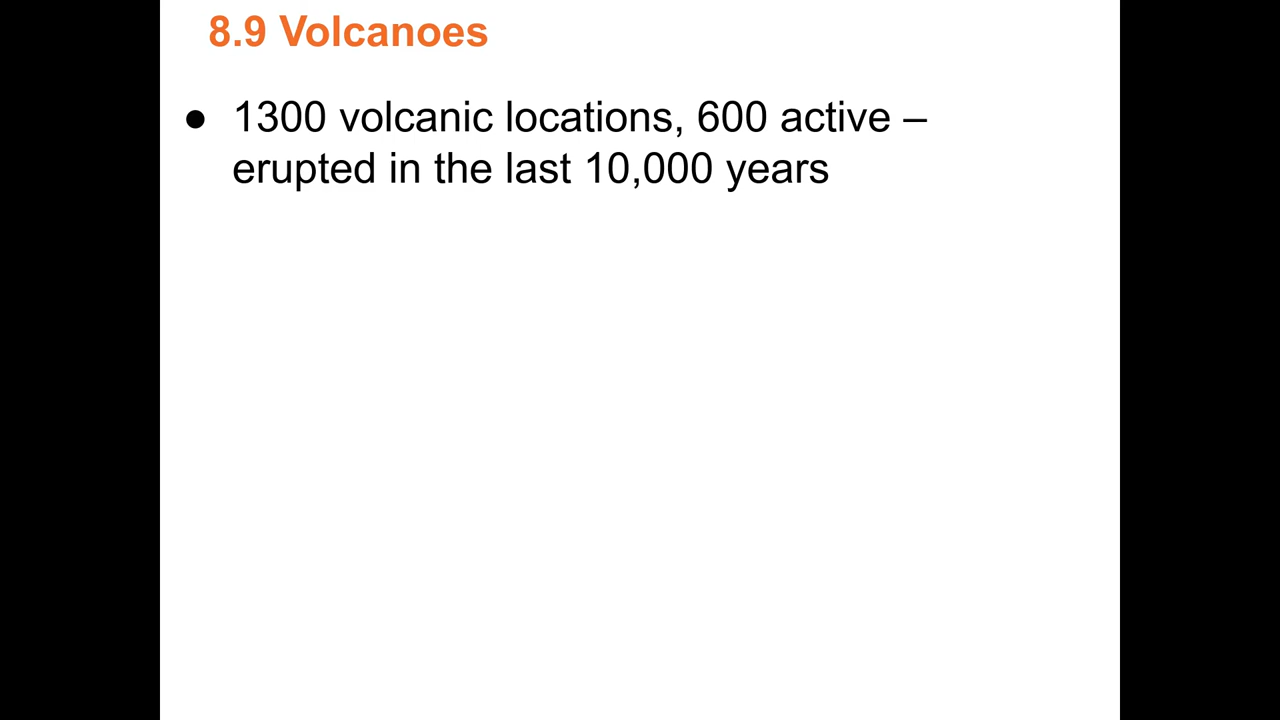 8.9 Volcanoes
● 1300 volcanic locations, 600 active –
erupted in the last 10,000 years